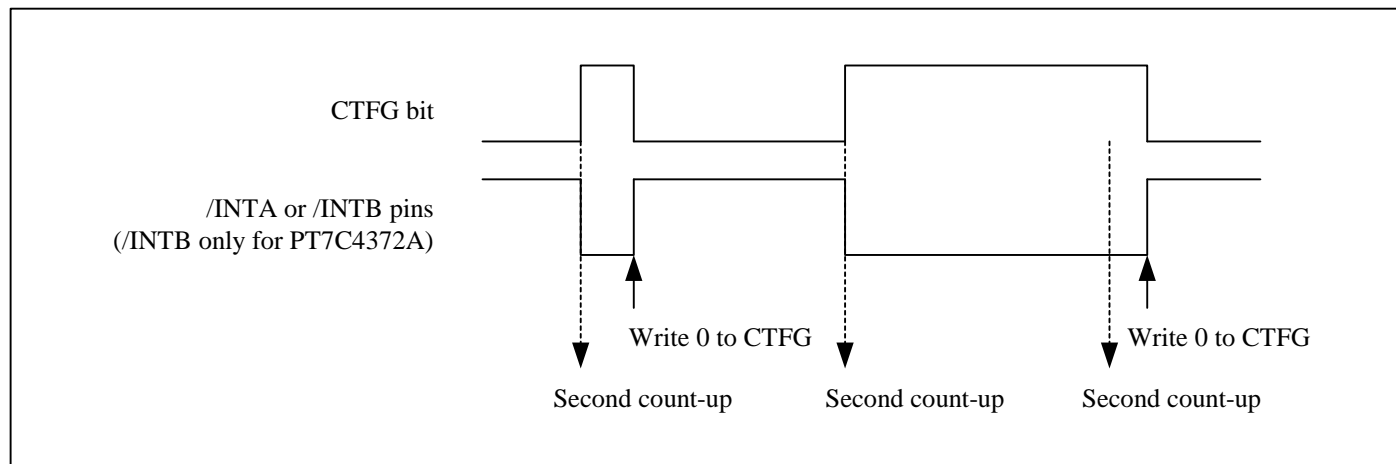 CTFG bit
/INTA or /INTB pins
(/INTB only for PT7C4372A)
Write 0 to CTFG
Write 0 to CTFG
Second count-up
Second count-up
Second count-up